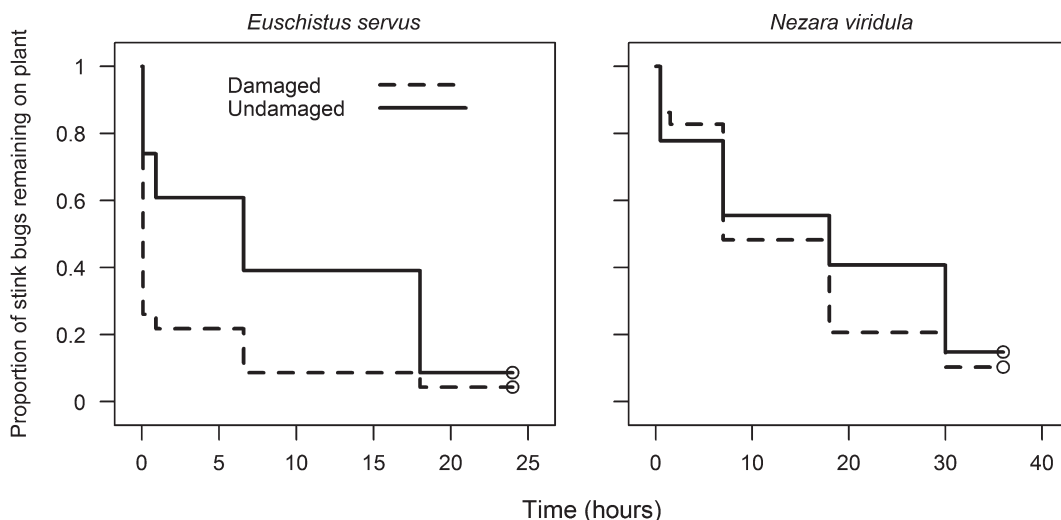 Euschistus servus
Nezara viridula
Proportion of stink bugs remaining on plant
1
0.8
0.6
0.4
0.2
0
Damaged
Undamaged
0 5 10 15 20 25
0 10 20 30 40
Time (hours)